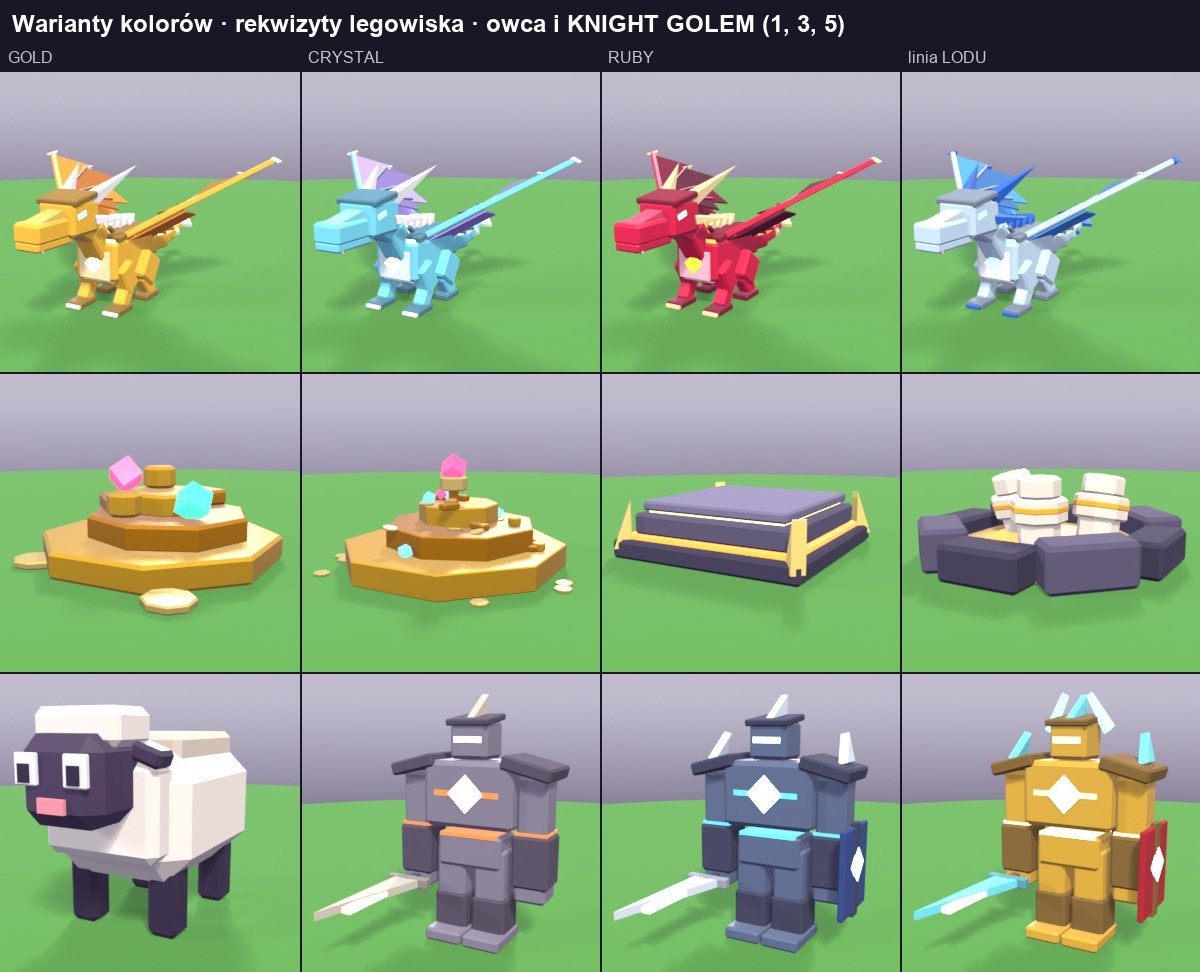 Warianty kolorów · rekwizyty legowiska · owca i KNIGHT GOLEM (1, 3, 5)
GOLD CRYSTAL RUBY linia LODU